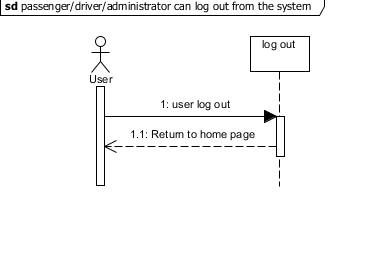 sd passenger/driver/administrator can log out from the system
log out
User
1: user log out
1.1: Return to home page